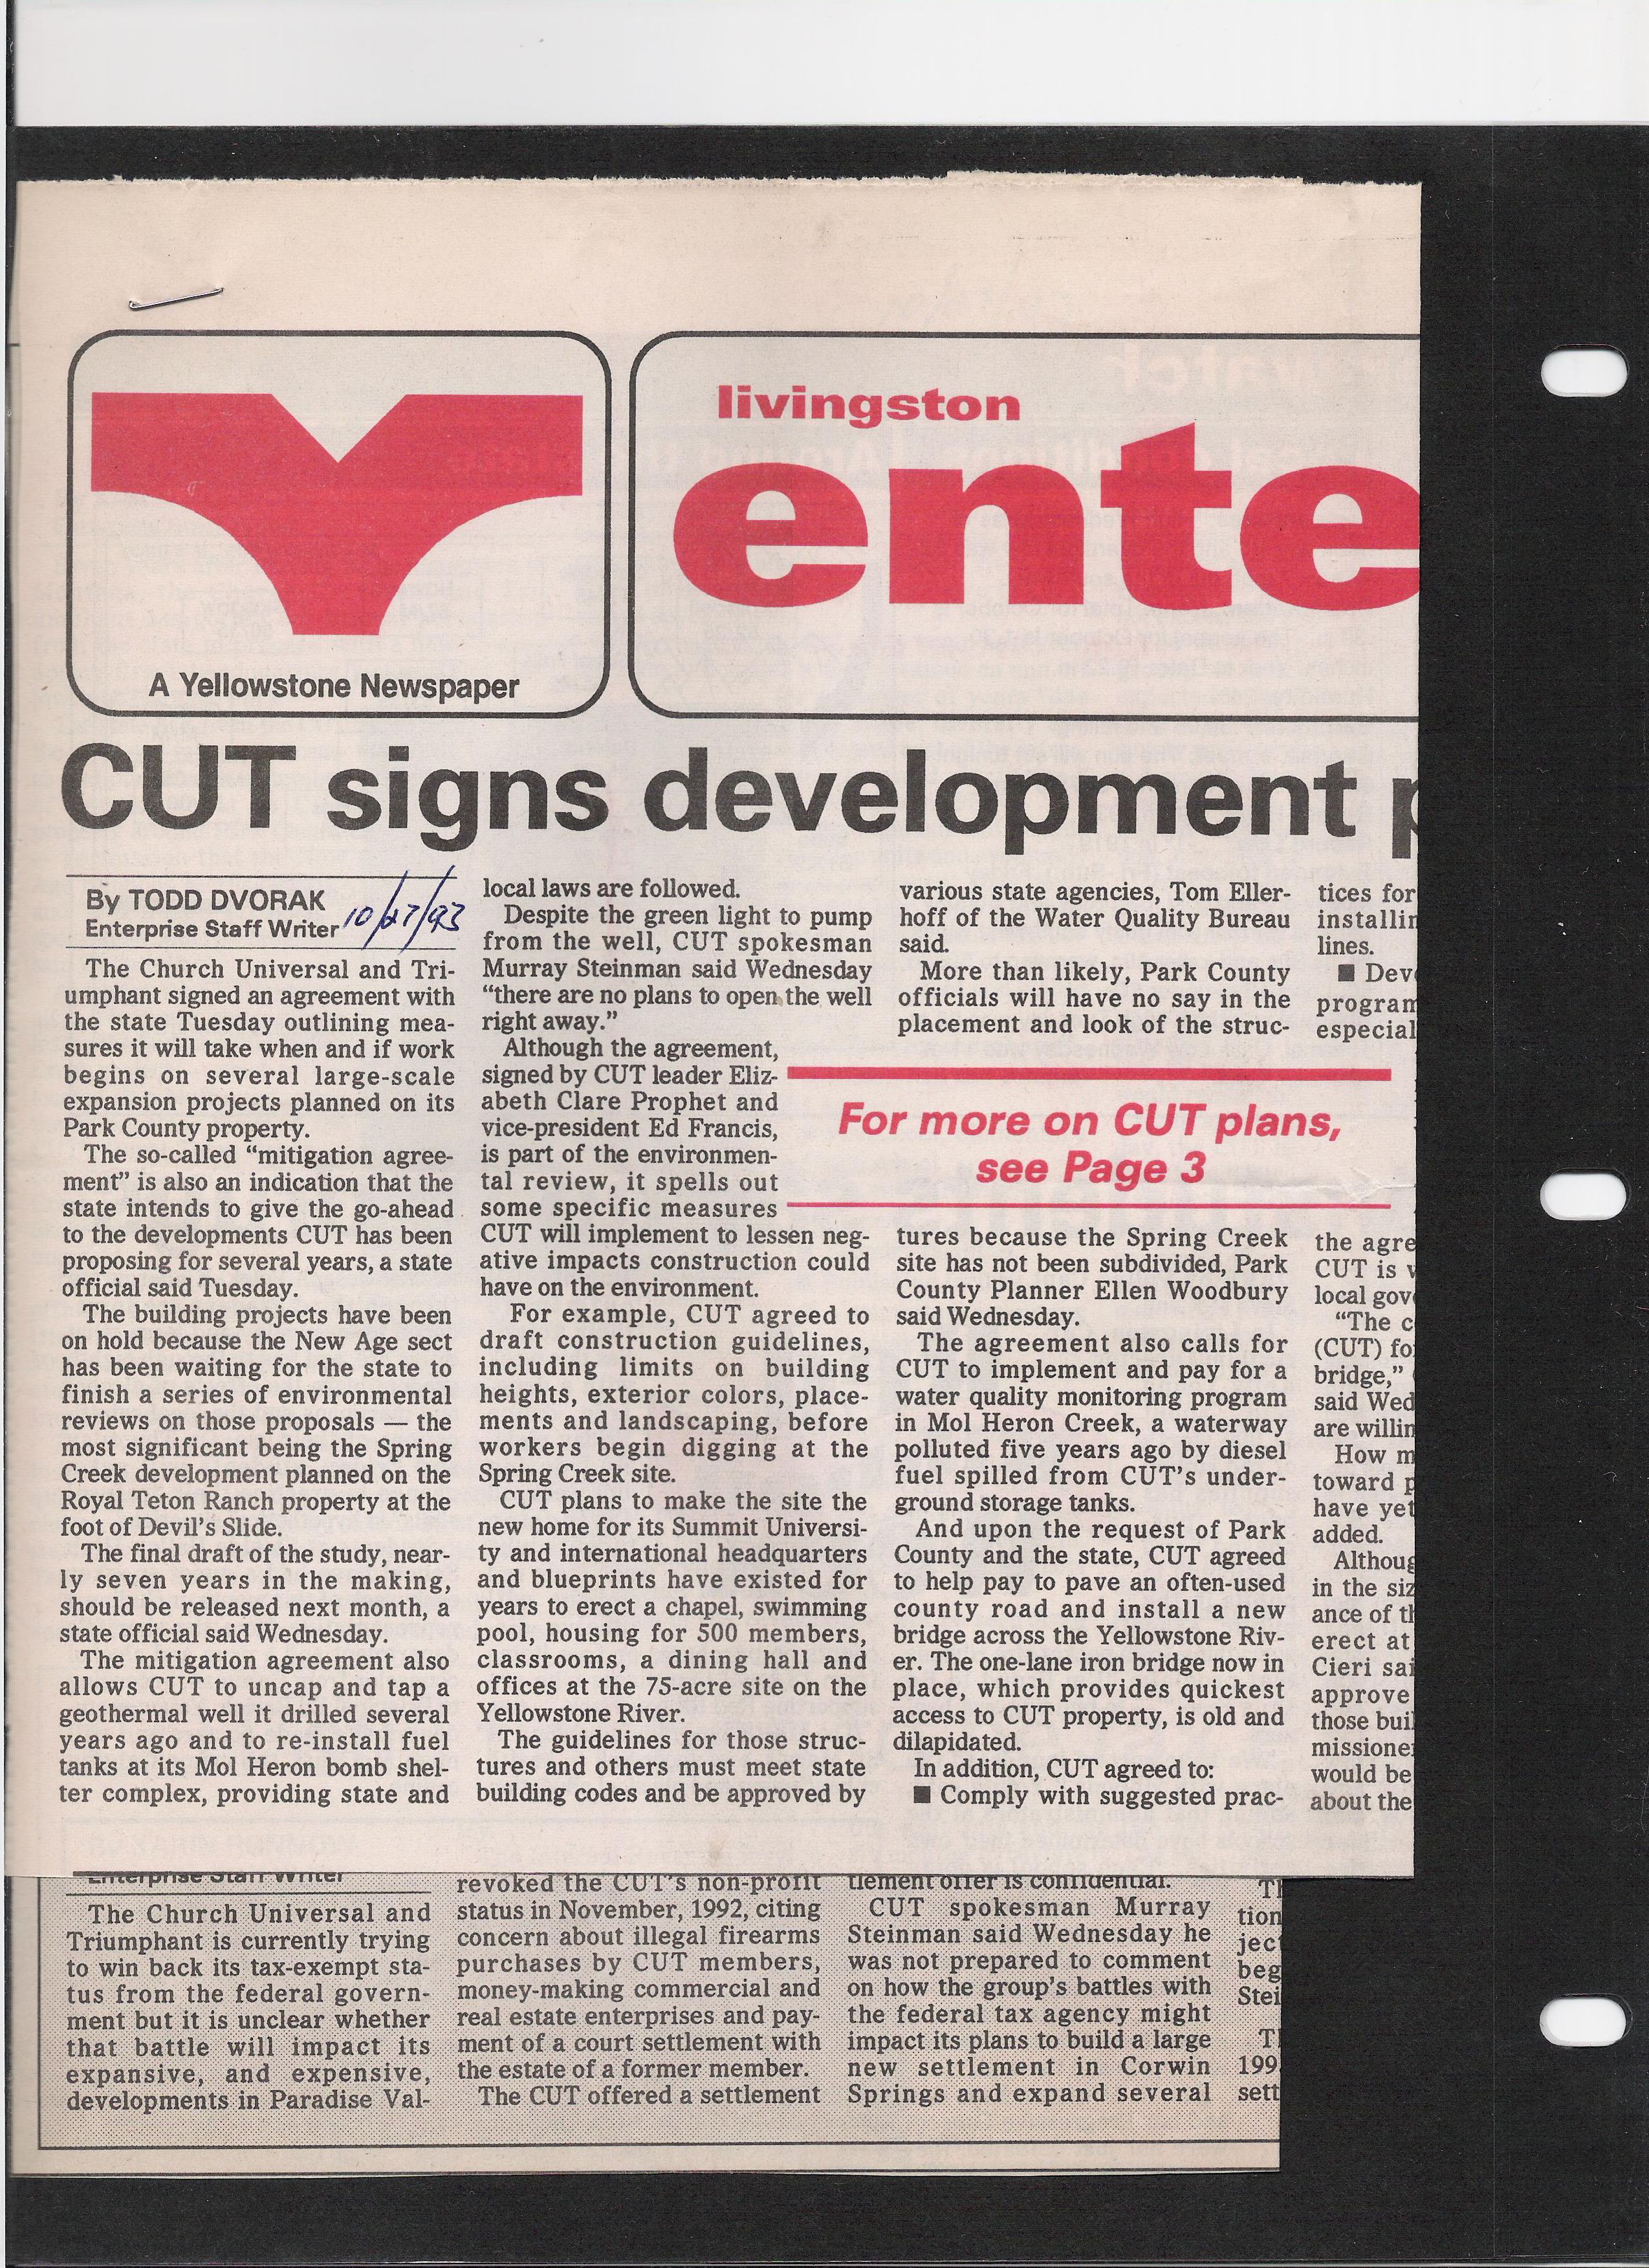 livingston
ente
A Yellowstone Newspaper
CUT signs development p
By TODD DVORAK
Enterprise Staff Writer
10/27/93
The Church Universal and Tri-
umphant signed an agreement with
the state Tuesday outlining mea-
sures it will take when and if work
begins on several large-scale
expansion projects planned on its
Park County property.
The so-called “mitigation agree-
ment” is also an indication that the
state intends to give the go-ahead
to the developments CUT has been
proposing for several years, a state
official said Tuesday.
The building projects have been
on hold because the New Age sect
has been waiting for the state to
finish a series of environmental
reviews on those proposals — the
most significant being the Spring
Creek development planned on the
Royal Teton Ranch property at the
foot of Devil’s Slide.
The final draft of the study, near-
ly seven years in the making,
should be released next month, a
state official said Wednesday.
The mitigation agreement also
allows CUT to uncap and tap a
geothermal well it drilled several
years ago and to re-install fuel
tanks at its Mol Heron bomb shel-
ter complex, providing state and
local laws are followed.
Despite the green light to pump
from the well, CUT spokesman
Murray Steinman said Wednesday
“there are no plans to open the well
right away.”
Although the agreement,
signed by CUT leader Eliz-
abeth Clare Prophet and
vice-president Ed Francis,
is part of the environmen-
tal review, it spells out
some specific measures
CUT will implement to lessen neg-
ative impacts construction could
have on the environment.
For example, CUT agreed to
draft construction guidelines,
including limits on building
heights, exterior colors, place-
ments and landscaping, before
workers begin digging at the
Spring Creek site.
CUT plans to make the site the
new home for its Summit Universi-
ty and international headquarters
and blueprints have existed for
years to erect a chapel, swimming
pool, housing for 500 members,
classrooms, a dining hall and
offices at the 75-acre site on the
Yellowstone River.
The guidelines for those struc-
tures and others must meet state
building codes and be approved by
various state agencies, Tom Eller-
hoff of the Water Quality Bureau
said.
More than likely, Park County
officials will have no say in the
placement and look of the struc-
For more on CUT plans,
see Page 3
tures because the Spring Creek
site has not been subdivided, Park
County Planner Ellen Woodbury
said Wednesday.
The agreement also calls for
CUT to implement and pay for a
water quality monitoring program
in Mol Heron Creek, a waterway
polluted five years ago by diesel
fuel spilled from CUT’s under-
ground storage tanks.
And upon the request of Park
County and the state, CUT agreed
to help pay to pave an often-used
county road and install a new
bridge across the Yellowstone Riv-
er. The one-lane iron bridge now in
place, which provides quickest
access to CUT property, is old and
dilapidated.
In addition, CUT agreed to:
■ Comply with suggested prac-
tices for
installin
lines.
■ Dev
program
especial
the agre
CUT is
local gov
“The c
(CUT) fo
bridge,”
said Wed
are willin
How m
toward p
have yet
added.
Althoug
in the siz
ance of th
erect at
Cieri sai
approve
those buil
missione
would be
about the
Enterprise Staff Writer
The Church Universal and
Triumphant is currently trying
to win back its tax-exempt sta-
tus from the federal govern-
ment but it is unclear whether
that battle will impact its
expansive, and expensive,
developments in Paradise Val-
revoked the CUT’s non-profit
status in November, 1992, citing
concern about illegal firearms
purchases by CUT members,
money-making commercial and
real estate enterprises and pay-
ment of a court settlement with
the estate of a former member.
The CUT offered a settlement
tlement offer is confidential.
CUT spokesman Murray
Steinman said Wednesday he
was not prepared to comment
on how the group’s battles with
the federal tax agency might
impact its plans to build a large
new settlement in Corwin
Springs and expand several
Th
tion
jec
beg
Stei
T
199
sett